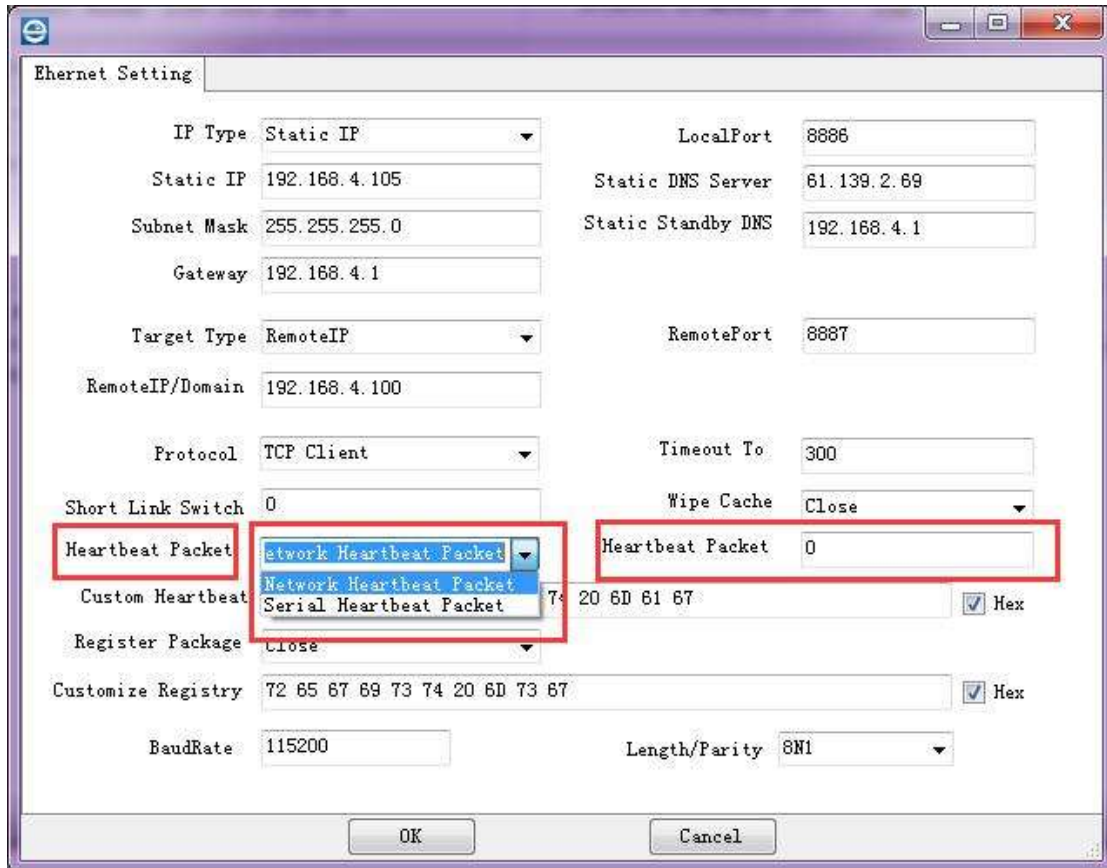 Ehernet Setting
IP Type Static IP LocalPort 8886
Static IP 192.168.4.105 Static DNS Server 61.139.2.69
Subnet Mask 255.255.255.0 Static Standby DNS 192.168.4.1
Gateway 192.168.4.1
Target Type RemoteIP RemotePort 8887
RemoteIP/Domain 192.168.4.100
Protocol TCP Client Timeout To 300
Short Link Switch 0 Wipe Cache Close
Heartbeat Packet etwork Heartbeat Packet Heartbeat Packet 0
Network Heartbeat Packet
Custom Heartbeat Serial Heartbeat Packet 74 20 6D 61 67 Hex
Register Package Close
Customize Registry 72 65 67 69 73 74 20 6D 73 67 Hex
BaudRate 115200 Length/Parity 8N1
OK Cancel